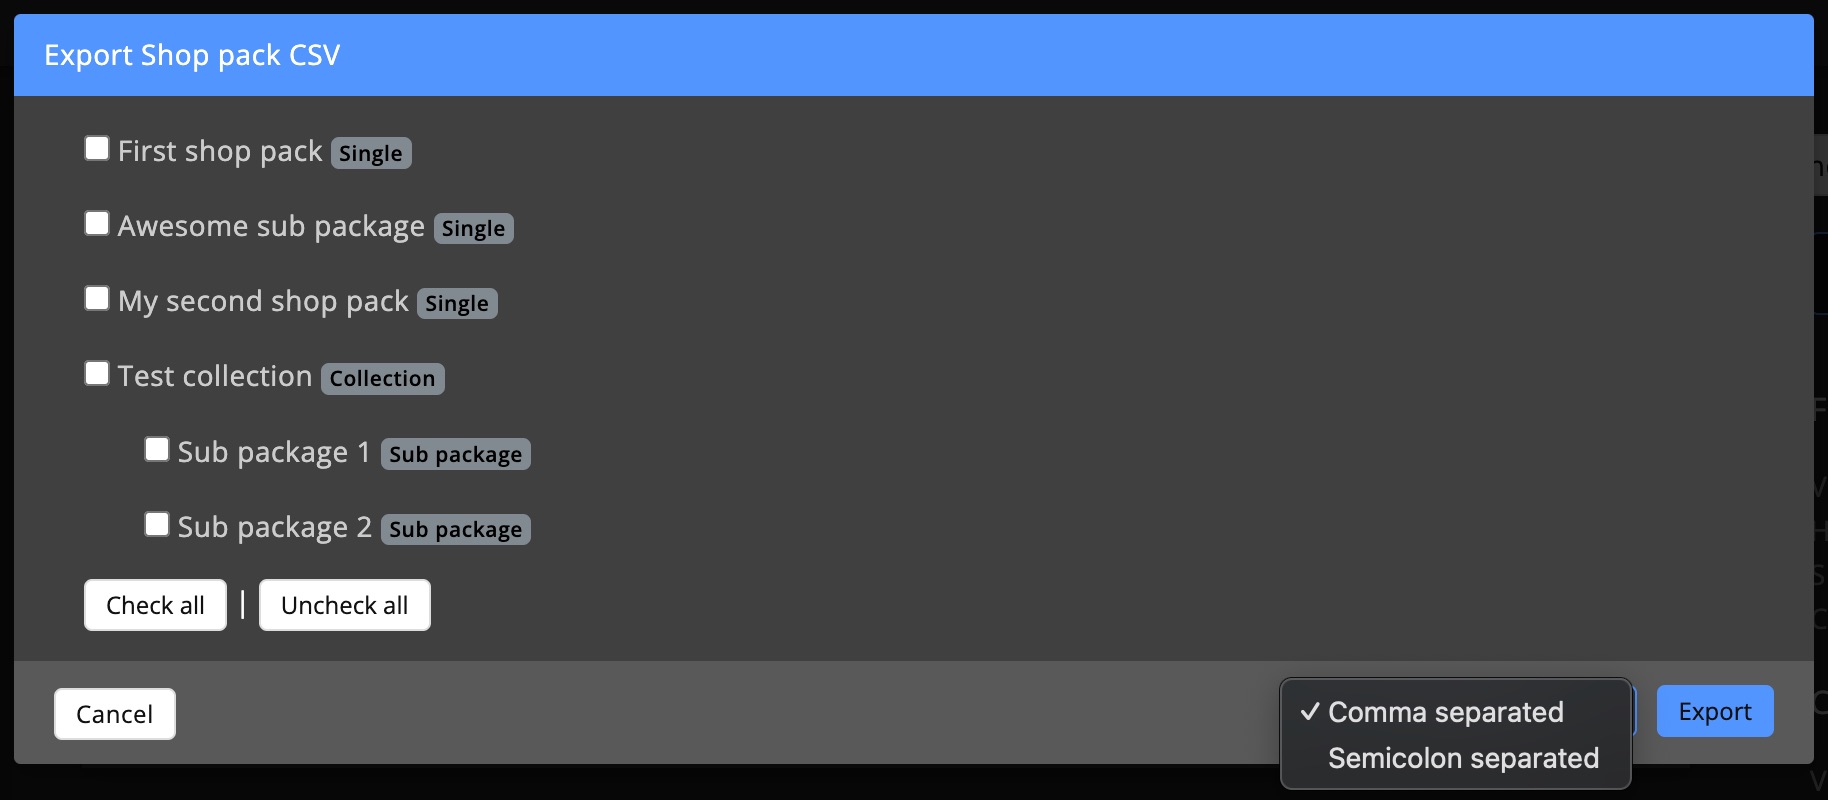 Export Shop pack CSV
First shop pack Single
Awesome sub package Single
My second shop pack Single
Test collection Collection
Sub package 1 Sub package
Sub package 2 Sub package
Check all | Uncheck all
Cancel
✓ Comma separated
Semicolon separated
Export